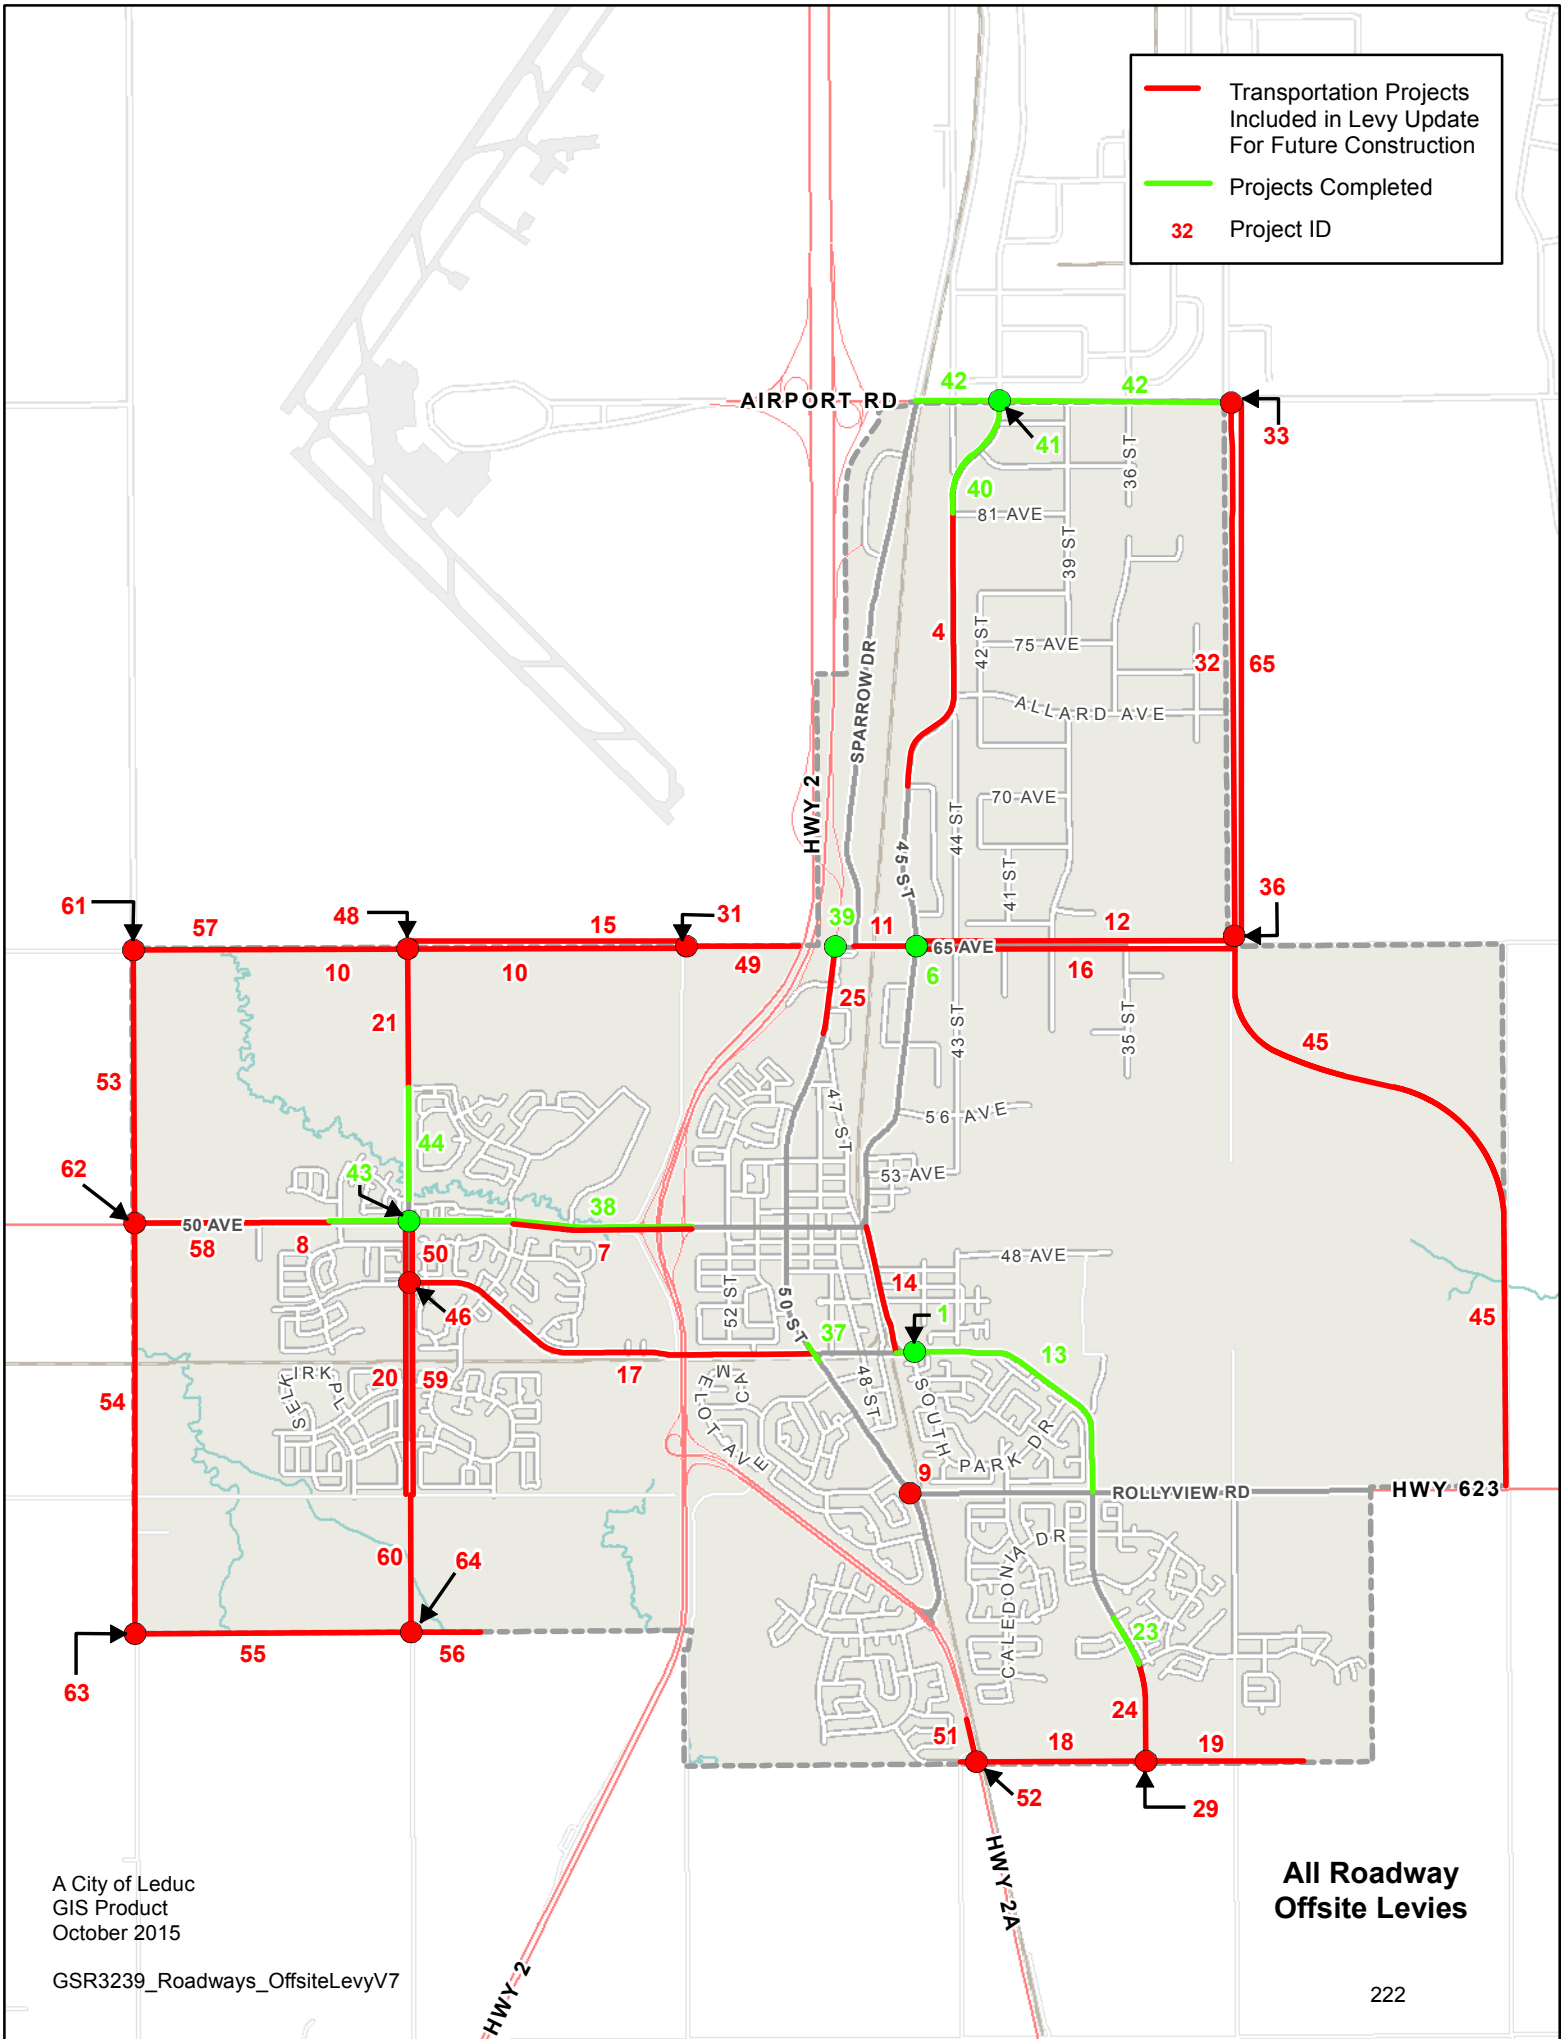 Transportation Projects
Included in Levy Update
For Future Construction
Projects Completed
32 Project ID
42
42
AIRPORT RD
33
41
36 ST
40
81 AVE
39 ST
4
42 ST
75 AVE
32
65
SPARROW DR
ALLARD AVE
HWY 2
70 AVE
44 ST
45 ST
41 ST
36
61
57
48
15
31
39
11
12
65 AVE
10
10
49
6
16
25
21
43 ST
35 ST
45
53
47 ST
56 AVE
44
43
53 AVE
62
38
50 AVE
58
8
50
7
48 AVE
14
52 ST
50 ST
46
1
45
37
13
17
20
59
54
SELKIRK PL
CAMELOT AVE
48 ST
SOUTH PARK DR
9
ROLLYVIEW RD
HWY 623
60
64
CALEDONIA DR
23
55
56
63
24
51
18
19
52
29
HWY 2A
HWY 2
A City of Leduc
GIS Product
October 2015
GSR3239_Roadways_OffsiteLevyV7
All Roadway
Offsite Levies
222